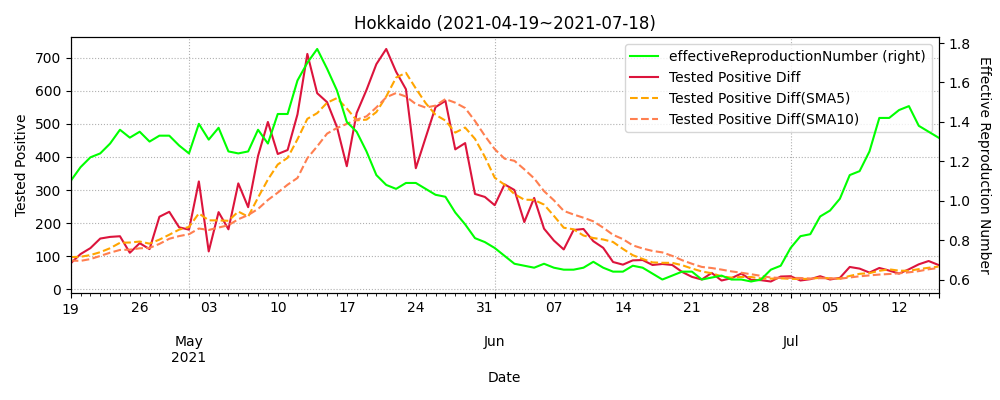 Hokkaido (2021-04-19~2021-07-18)
effectiveReproductionNumber (right)
Tested Positive Diff
Tested Positive Diff(SMA5)
Tested Positive Diff(SMA10)
Tested Positive
700
600
500
400
300
200
100
0
1.8
1.6
1.4
1.2
1.0
0.8
0.6
Effective Reproduction Number
19 26 03 10 17 24 31 07 14 21 28 05 12
May Jun Jul
2021
Date